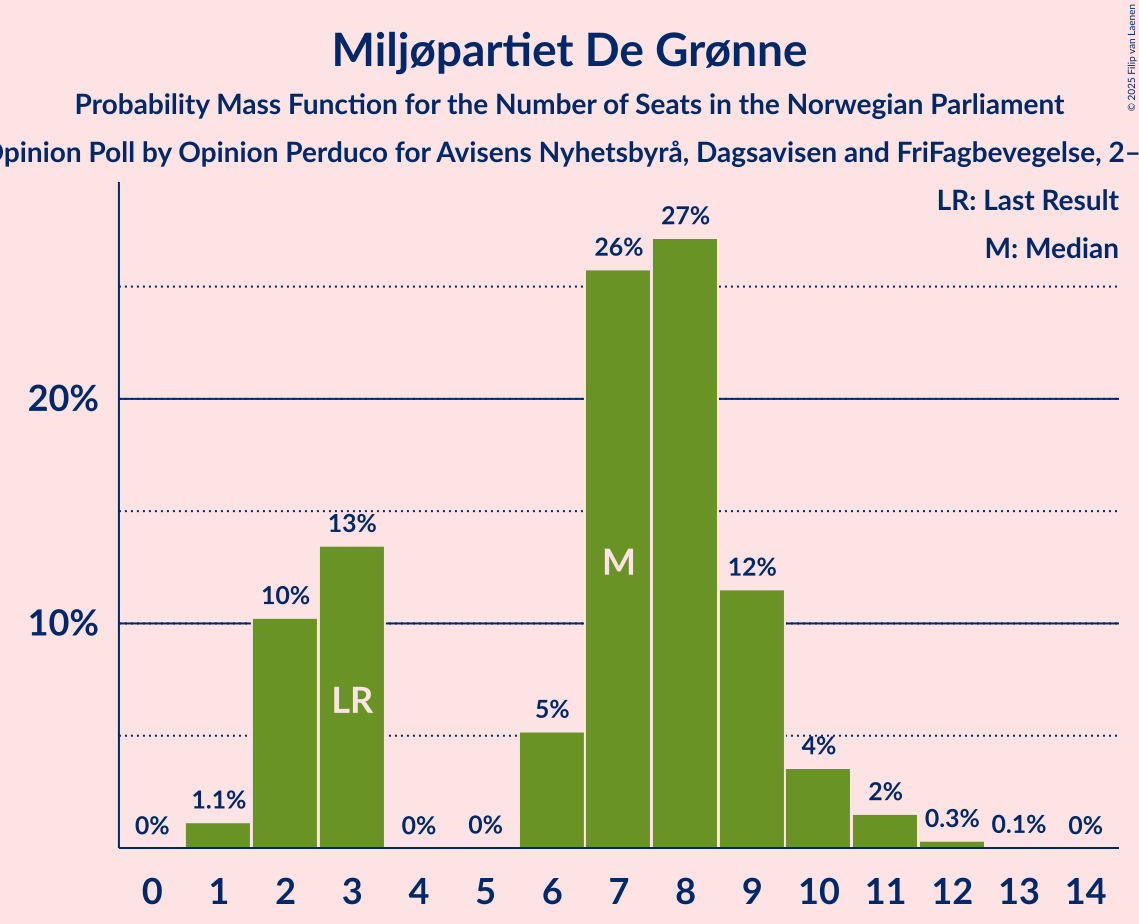 Miljøpartiet De Grønne
Probability Mass Function for the Number of Seats in the Norwegian Parliament
Opinion Poll by Opinion Perduco for Avisens Nyhetsbyrå, Dagsavisen and FriFagbevegelse, 2–
© 2025 Filip van Laenen
LR: Last Result
M: Median
27%
26%
20%
13%
M
12%
10%
10%
LR
5%
4%
2%
1.1%
0.3%
0.1%
0%
0%
0%
0%
0 1 2 3 4 5 6 7 8 9 10 11 12 13 14